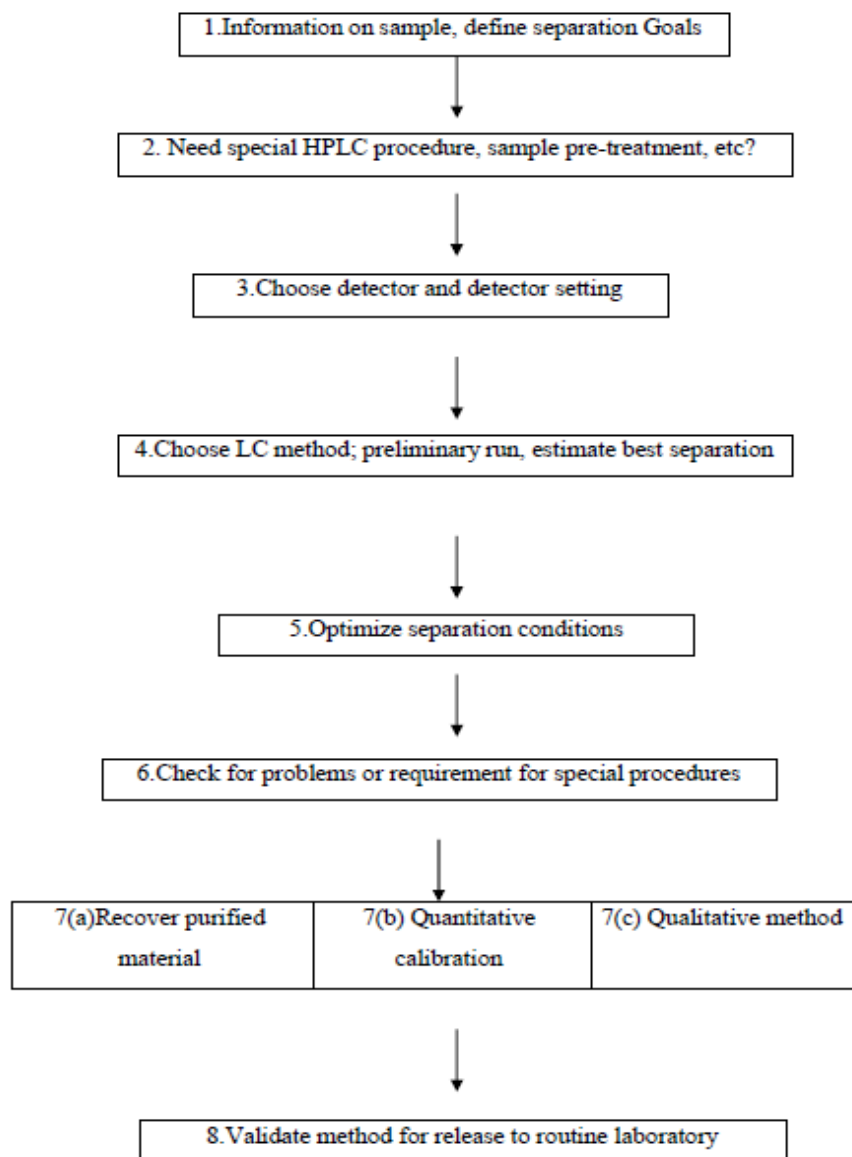 1.Information on sample, define separation Goals
2. Need special HPLC procedure, sample pre-treatment, etc?
3.Choose detector and detector setting
4.Choose LC method; preliminary run, estimate best separation
5.Optimize separation conditions
6.Check for problems or requirement for special procedures
7(a)Recover purified
material
7(b) Quantitative
calibration
7(c) Qualitative method
8.Validate method for release to routine laboratory